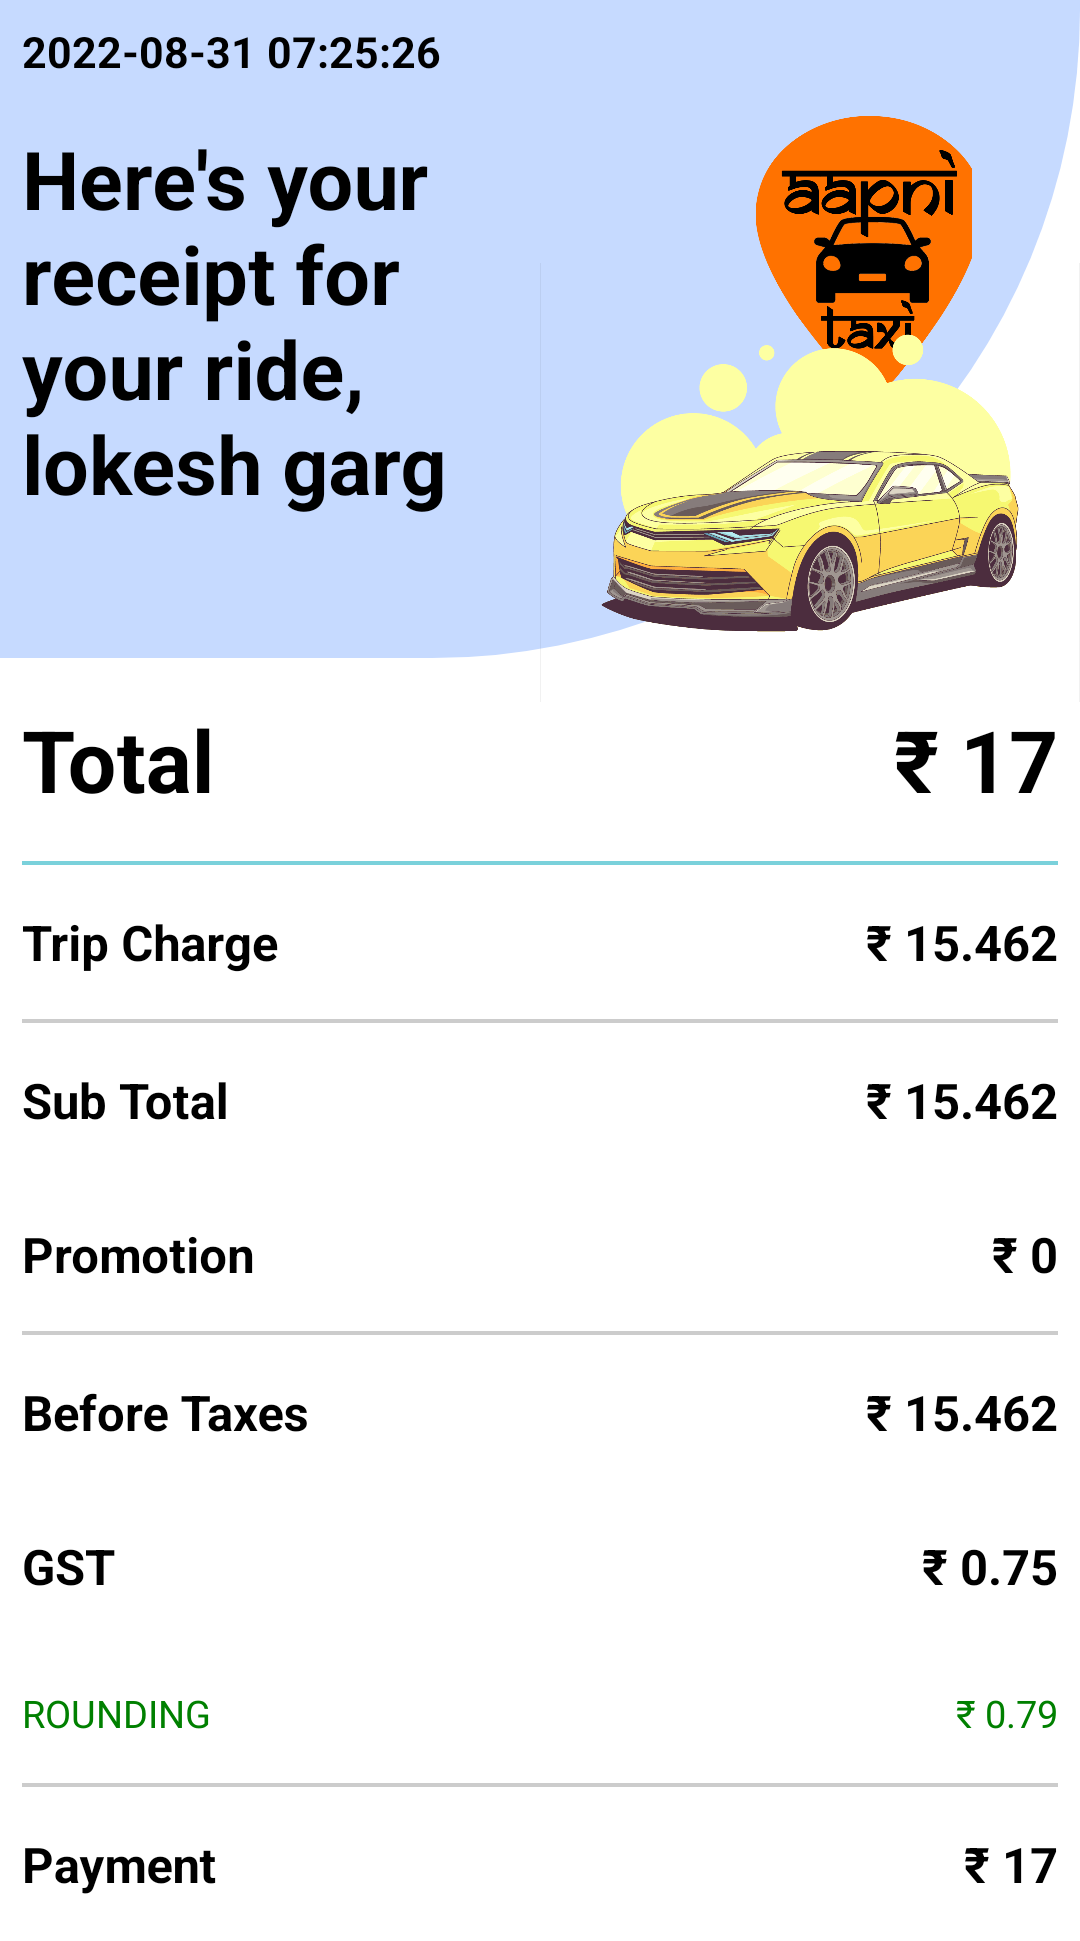 2022-08-31 07:25:26
Here's your
receipt for
your ride,
lokesh garg
aapni
taxi
Total ₹ 17
Trip Charge ₹ 15.462
Sub Total ₹ 15.462
Promotion ₹ 0
Before Taxes ₹ 15.462
GST ₹ 0.75
ROUNDING ₹ 0.79
Payment ₹ 17